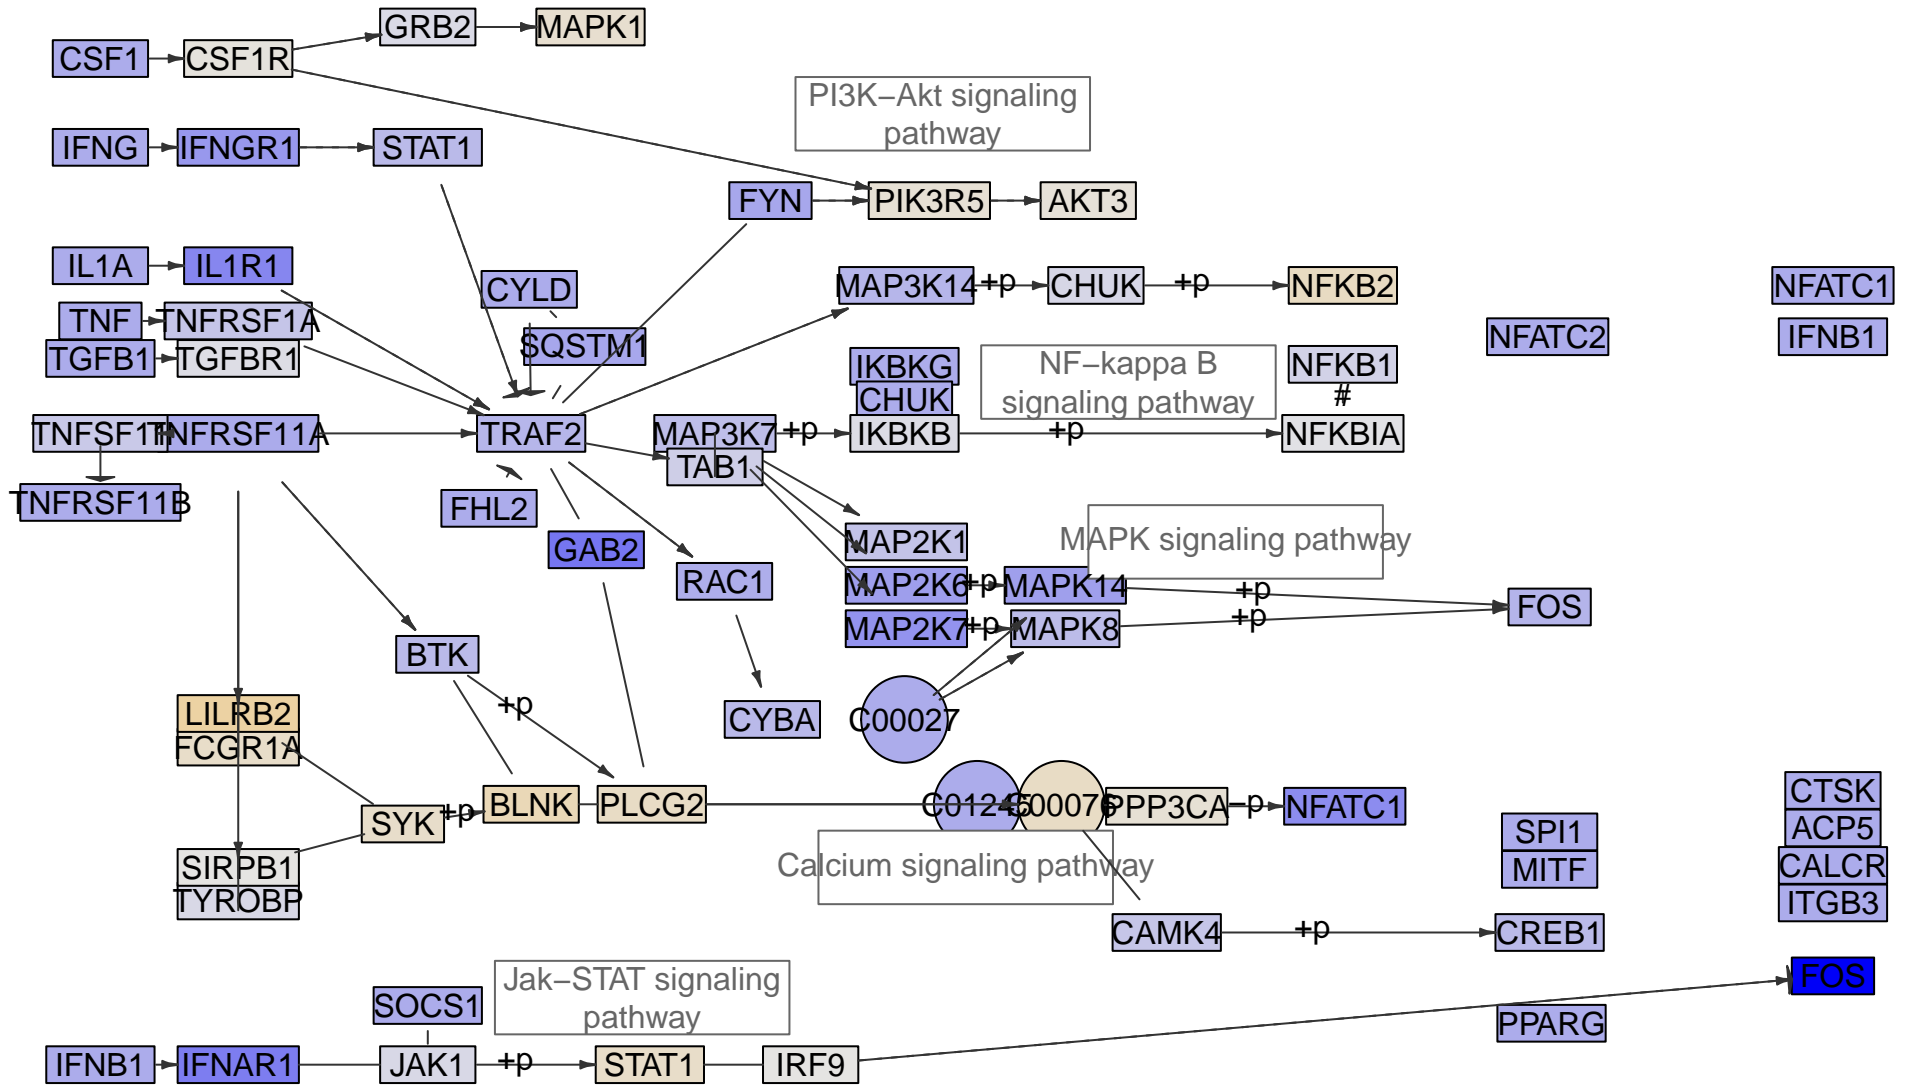 GRB2
MAPK1
CSF1
CSF1R
PI3K−Akt signaling
pathway
IFNG
IFNGR1
STAT1
FYN
PIK3R5
AKT3
IL1A
IL1R1
CYLD
MAP3K14
+p
CHUK
+p
NFKB2
NFATC1
TNF
TNFRSF1A
SQSTM1
NFATC2
IFNB1
TGFB1
TGFBR1
IKBKG
NF−kappa B
signaling pathway
NFKB1
#
CHUK
TNFRSF11A
TRAF2
MAP3K7
+p
IKBKB
+p
NFKBIA
TAB1
TNFRSF11B
FHL2
GAB2
MAP2K1
MAPK signaling pathway
RAC1
MAP2K6
+p
MAPK14
+p
FOS
MAP2K7
+p
MAPK8
+p
BTK
+p
CYBA
C00027
LILRB2
FCGR1A
SYK
+p
BLNK
PLCG2
C00076
PPP3CA
−p
NFATC1
CTSK
SPI1
ACP5
SIRPB1
Calcium signaling pathway
MITF
CALCR
TYROBP
ITGB3
CAMK4
+p
CREB1
Jak−STAT signaling
pathway
FOS
SOCS1
PPARG
IFNB1
IFNAR1
JAK1
+p
STAT1
IRF9